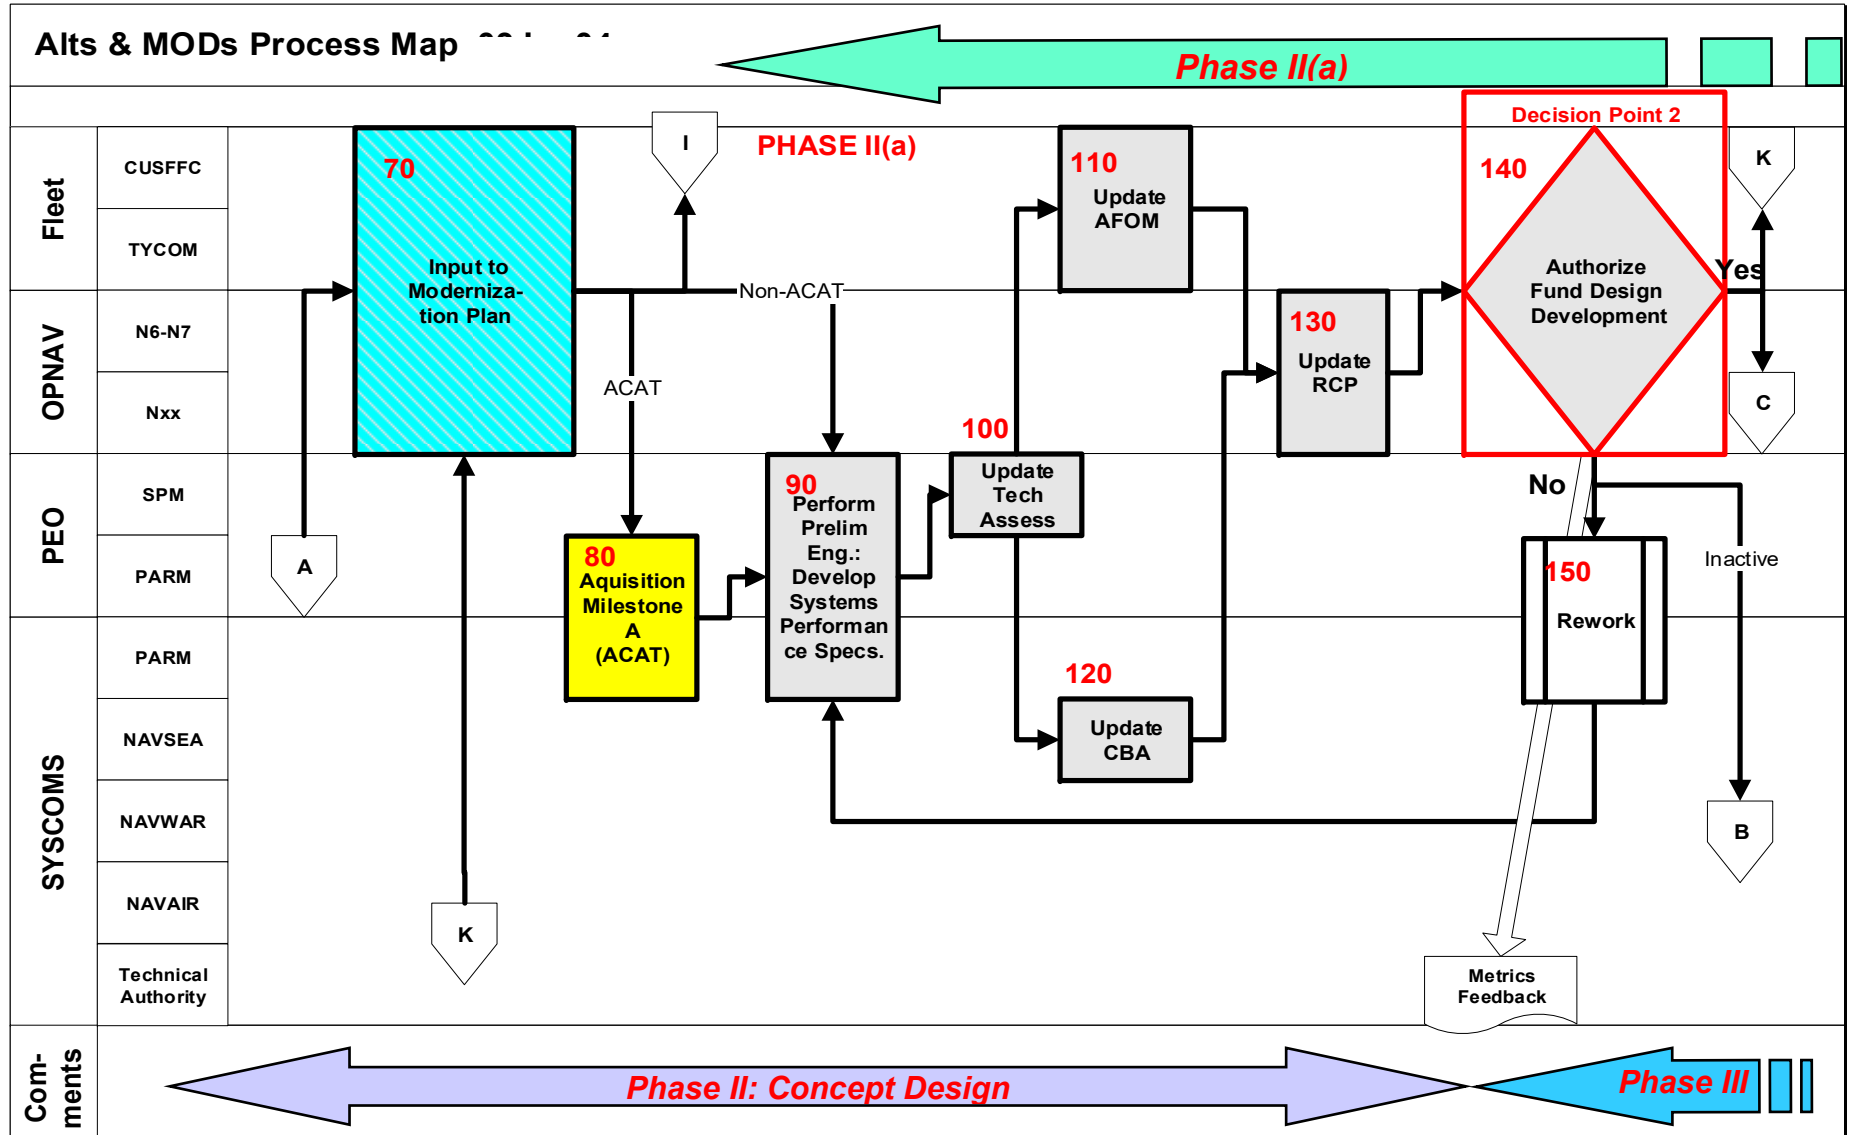 Alts & MODs Process Map
Phase II(a)
Decision Point 2
PHASE II(a)
Fleet
CUSFFC
TYCOM
OPNAV
N6-N7
Nxx
PEO
SPM
PARM
SYSCOMS
PARM
NAVSEA
NAVWAR
NAVAIR
Technical
Authority
Com-
ments
70
Input to
Moderniza-
tion Plan
I
A
K
Non-ACAT
ACAT
80
Aquisition
Milestone
A
(ACAT)
90
Perform
Prelim
Eng.:
Develop
Systems
Performan
ce Specs.
100
Update
Tech
Assess
110
Update
AFOM
120
Update
CBA
130
Update
RCP
140
Authorize
Fund Design
Development
Yes
K
C
No
150
Rework
Inactive
B
Metrics
Feedback
Phase II: Concept Design
Phase III